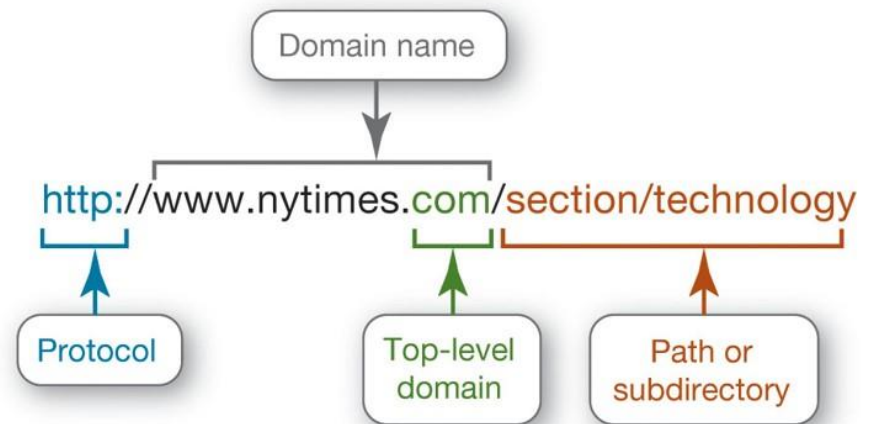 Domain name
http://www.nytimes.com/section/technology
Protocol
Top-level
domain
Path or
subdirectory